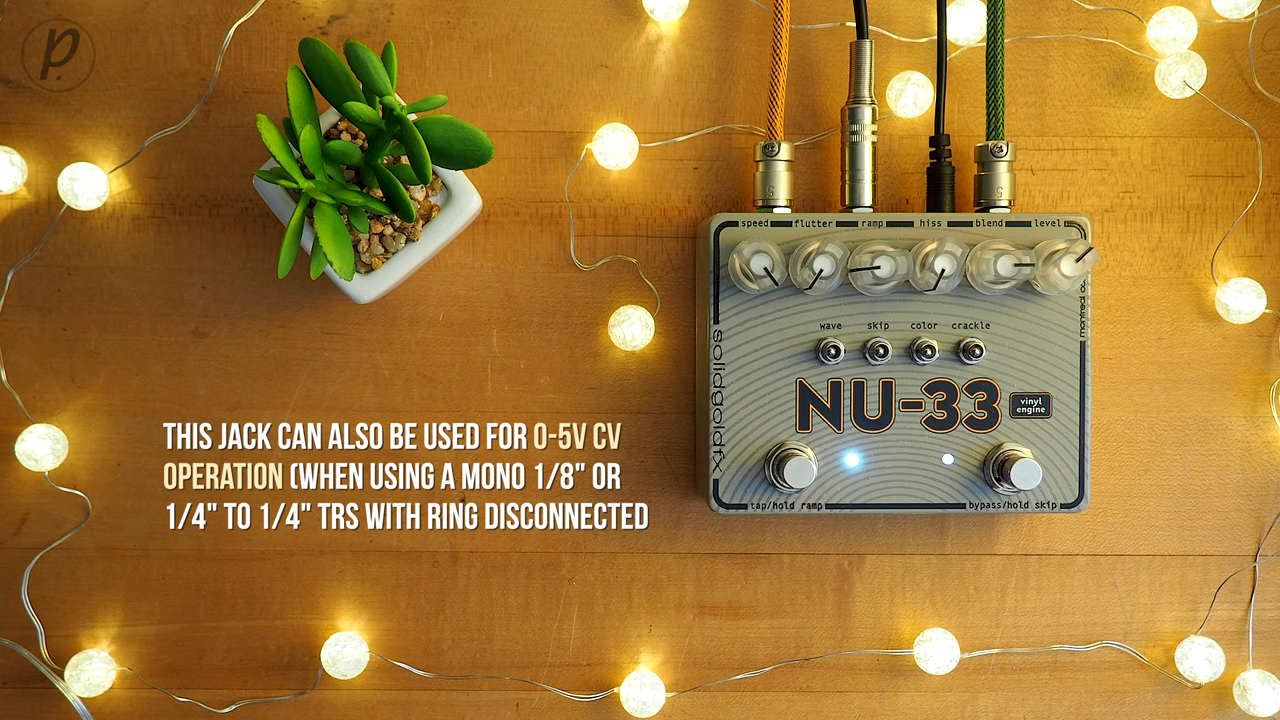 p.
speed flutter ramp hiss blend level
wave skip color crackle
solidgoldfx
NU-33
vinyl
engine
tap/hold ramp
bypass/hold skip
THIS JACK CAN ALSO BE USED FOR 0-5V CV
OPERATION (WHEN USING A MONO 1/8" OR
1/4" TO 1/4" TRS WITH RING DISCONNECTED